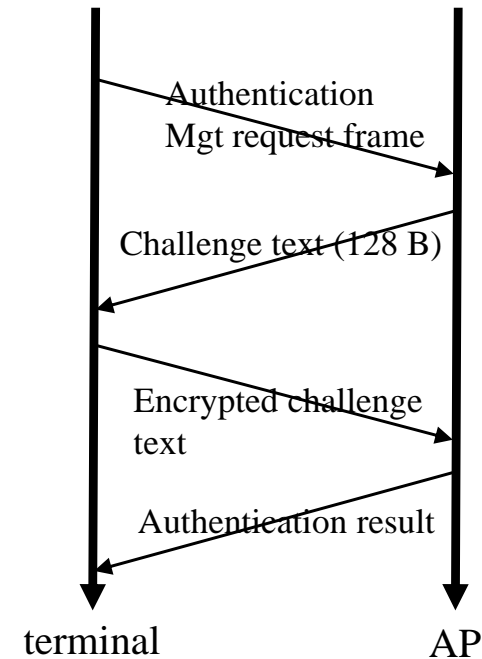 Authentication
Mgt request frame
Challenge text (128 B)
Encrypted challenge
text
Authentication result
terminal
AP